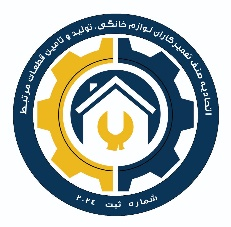 اتحادیه صنف تعمیرکاران لوازم خانگی، تولید و تامین قطعات مرتبط
شماره ثبت ۲۰۲۴